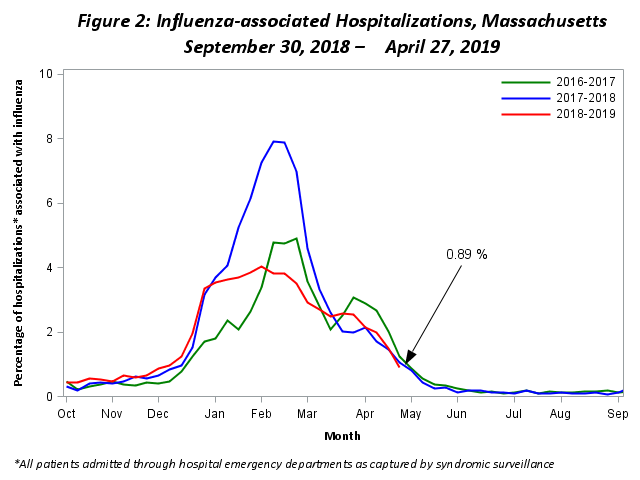 Figure 2: Influenza-associated Hospitalizations, Massachusetts
September 30, 2018 – April 27, 2019
Percentage of hospitalizations* associated with influenza
10
8
6
4
2
0
2016-2017
2017-2018
2018-2019
0.89 %
Oct Nov Dec Jan Feb Mar Apr May Jun Jul Aug Sep
Month
*All patients admitted through hospital emergency departments as captured by syndromic surveillance